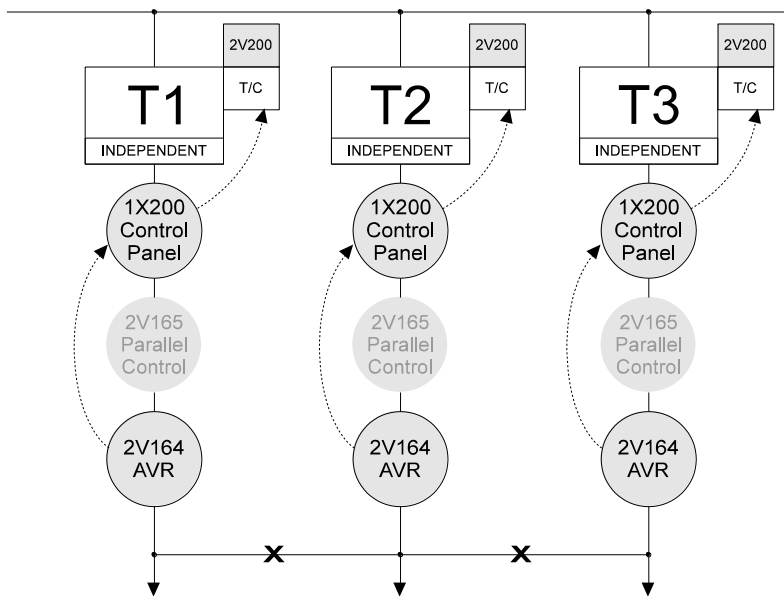 2V200
T/C
T1
INDEPENDENT
1X200
Control
Panel
2V165
Parallel
Control
2V164
AVR
2V200
T/C
T2
INDEPENDENT
1X200
Control
Panel
2V165
Parallel
Control
2V164
AVR
2V200
T/C
T3
INDEPENDENT
1X200
Control
Panel
2V165
Parallel
Control
2V164
AVR
X
X